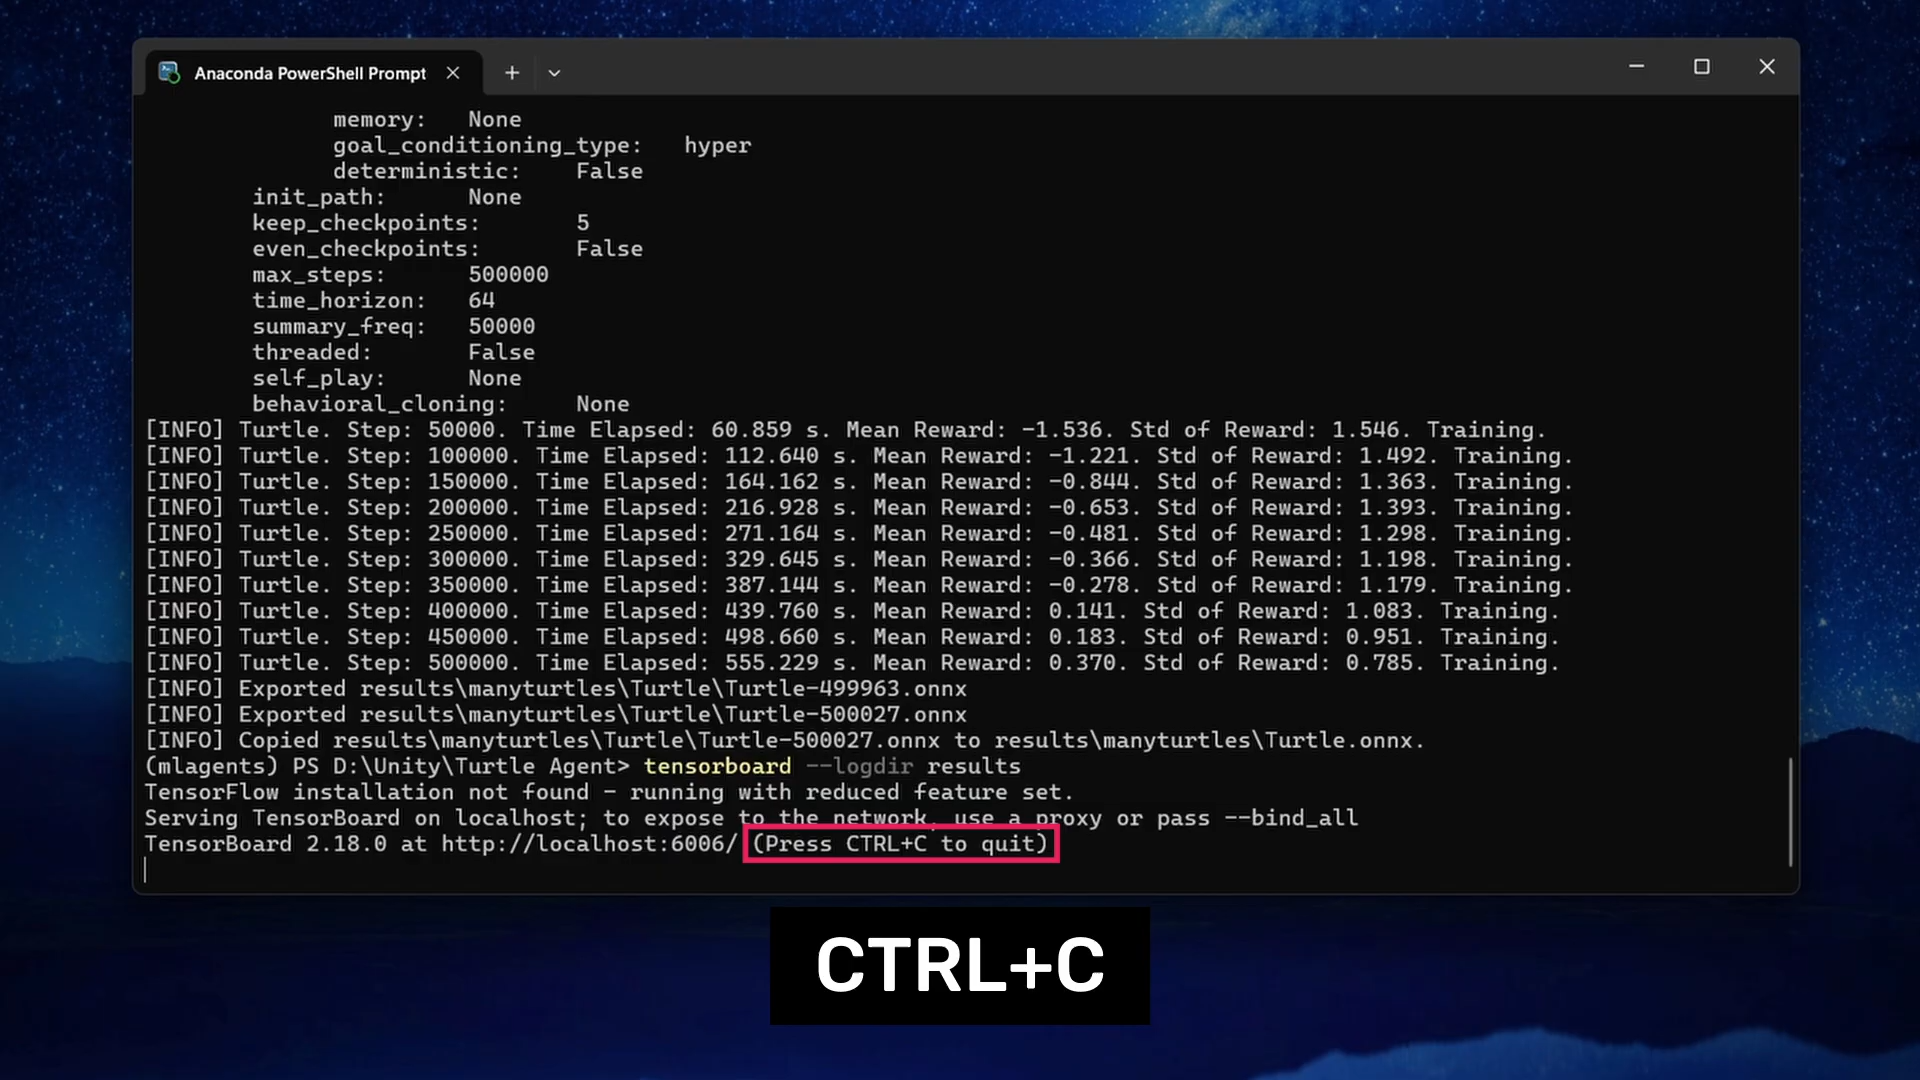 Anaconda PowerShell Prompt
memory: None
goal_conditioning_type: hyper
deterministic: False
init_path: None
keep_checkpoints: 5
even_checkpoints: False
max_steps: 500000
time_horizon: 64
summary_freq: 50000
threaded: False
self_play: None
behavioral_cloning: None
[INFO] Turtle. Step: 50000. Time Elapsed: 60.859 s. Mean Reward: -1.536. Std of Reward: 1.546. Training.
[INFO] Turtle. Step: 100000. Time Elapsed: 112.640 s. Mean Reward: -1.221. Std of Reward: 1.492. Training.
[INFO] Turtle. Step: 150000. Time Elapsed: 164.162 s. Mean Reward: -0.844. Std of Reward: 1.363. Training.
[INFO] Turtle. Step: 200000. Time Elapsed: 216.928 s. Mean Reward: -0.653. Std of Reward: 1.393. Training.
[INFO] Turtle. Step: 250000. Time Elapsed: 271.164 s. Mean Reward: -0.481. Std of Reward: 1.298. Training.
[INFO] Turtle. Step: 300000. Time Elapsed: 329.645 s. Mean Reward: -0.366. Std of Reward: 1.198. Training.
[INFO] Turtle. Step: 350000. Time Elapsed: 387.144 s. Mean Reward: -0.278. Std of Reward: 1.179. Training.
[INFO] Turtle. Step: 400000. Time Elapsed: 439.760 s. Mean Reward: 0.141. Std of Reward: 1.083. Training.
[INFO] Turtle. Step: 450000. Time Elapsed: 498.660 s. Mean Reward: 0.183. Std of Reward: 0.951. Training.
[INFO] Turtle. Step: 500000. Time Elapsed: 555.229 s. Mean Reward: 0.370. Std of Reward: 0.785. Training.
[INFO] Exported results\manyturtles\Turtle\Turtle-499963.onnx
[INFO] Exported results\manyturtles\Turtle\Turtle-500027.onnx
[INFO] Copied results\manyturtles\Turtle\Turtle-500027.onnx to results\manyturtles\Turtle.onnx.
(mlagents) PS D:\Unity\Turtle Agent> tensorboard --logdir results
TensorFlow installation not found - running with reduced feature set.
Serving TensorBoard on localhost; to expose to the network, use a proxy or pass --bind_all
TensorBoard 2.18.0 at http://localhost:6006/ (Press CTRL+C to quit)
CTRL+C